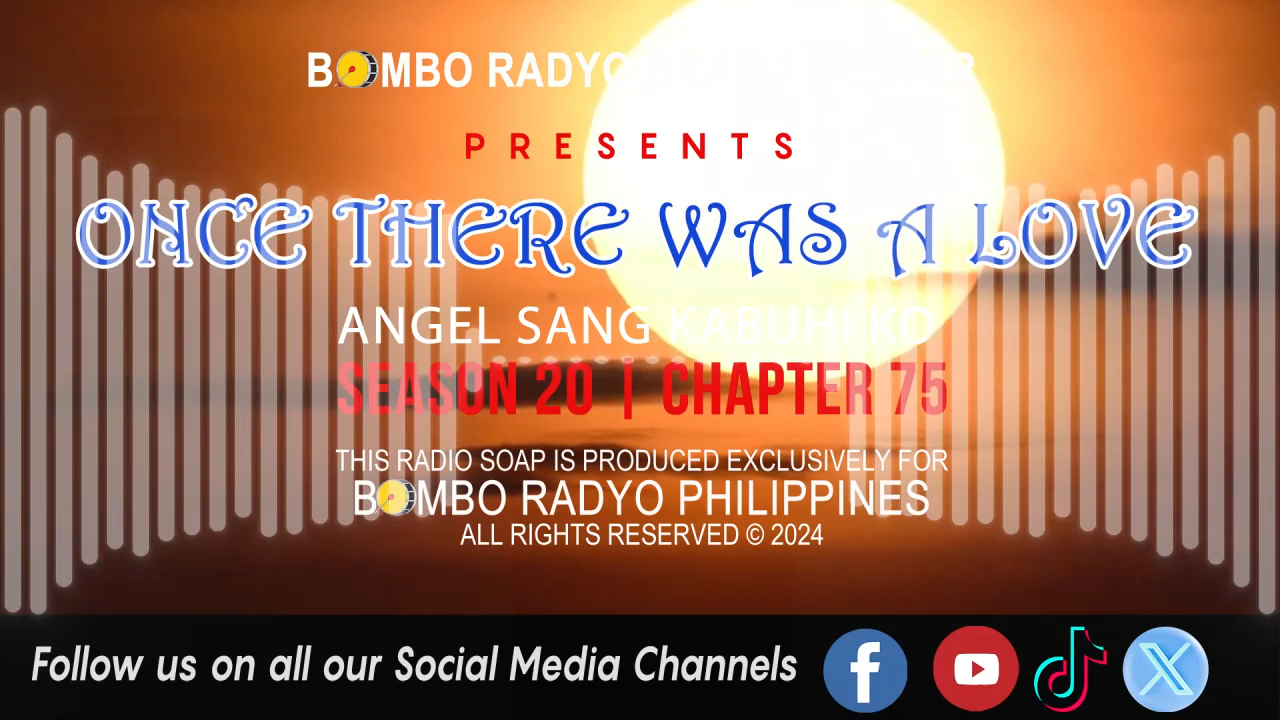 BOMBO RADYO
PRESENTS
ONCE THERE WAS A LOVE
ANGEL SANG KABUHI KO
SEASON 20 | CHAPTER 75
THIS RADIO SOAP IS PRODUCED EXCLUSIVELY FOR
BOMBO RADYO PHILIPPINES
ALL RIGHTS RESERVED © 2024
Follow us on all our Social Media Channels